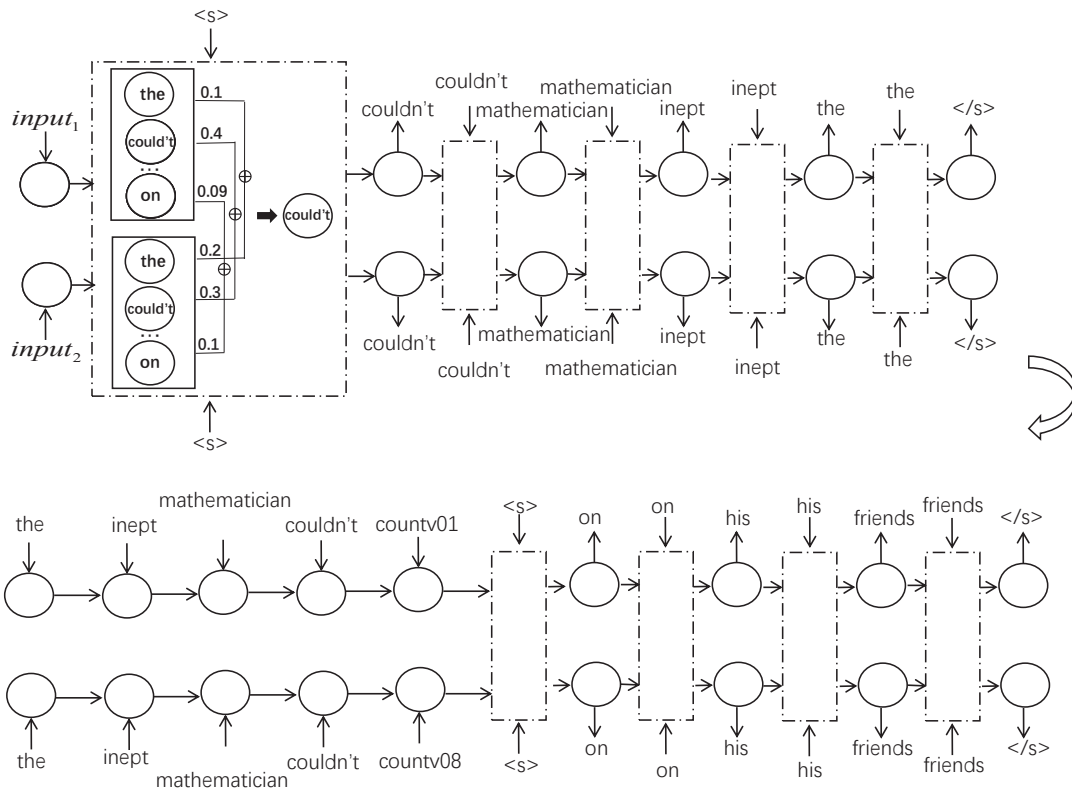 <s>
the 0.1
input1
could't 0.4
...
on 0.09
could't
the 0.2
could't 0.3
input2
...
on 0.1
<s>
couldn't
couldn't
mathematician
mathematician
inept
inept
the
the
</s>
couldn't
couldn't
mathematician
mathematician
inept
inept
the
the
</s>
the
inept
mathematician
couldn't
countv01
<s>
on
on
his
his
friends
friends
</s>
the
inept
mathematician
couldn't
countv08
<s>
on
on
his
his
friends
friends
</s>